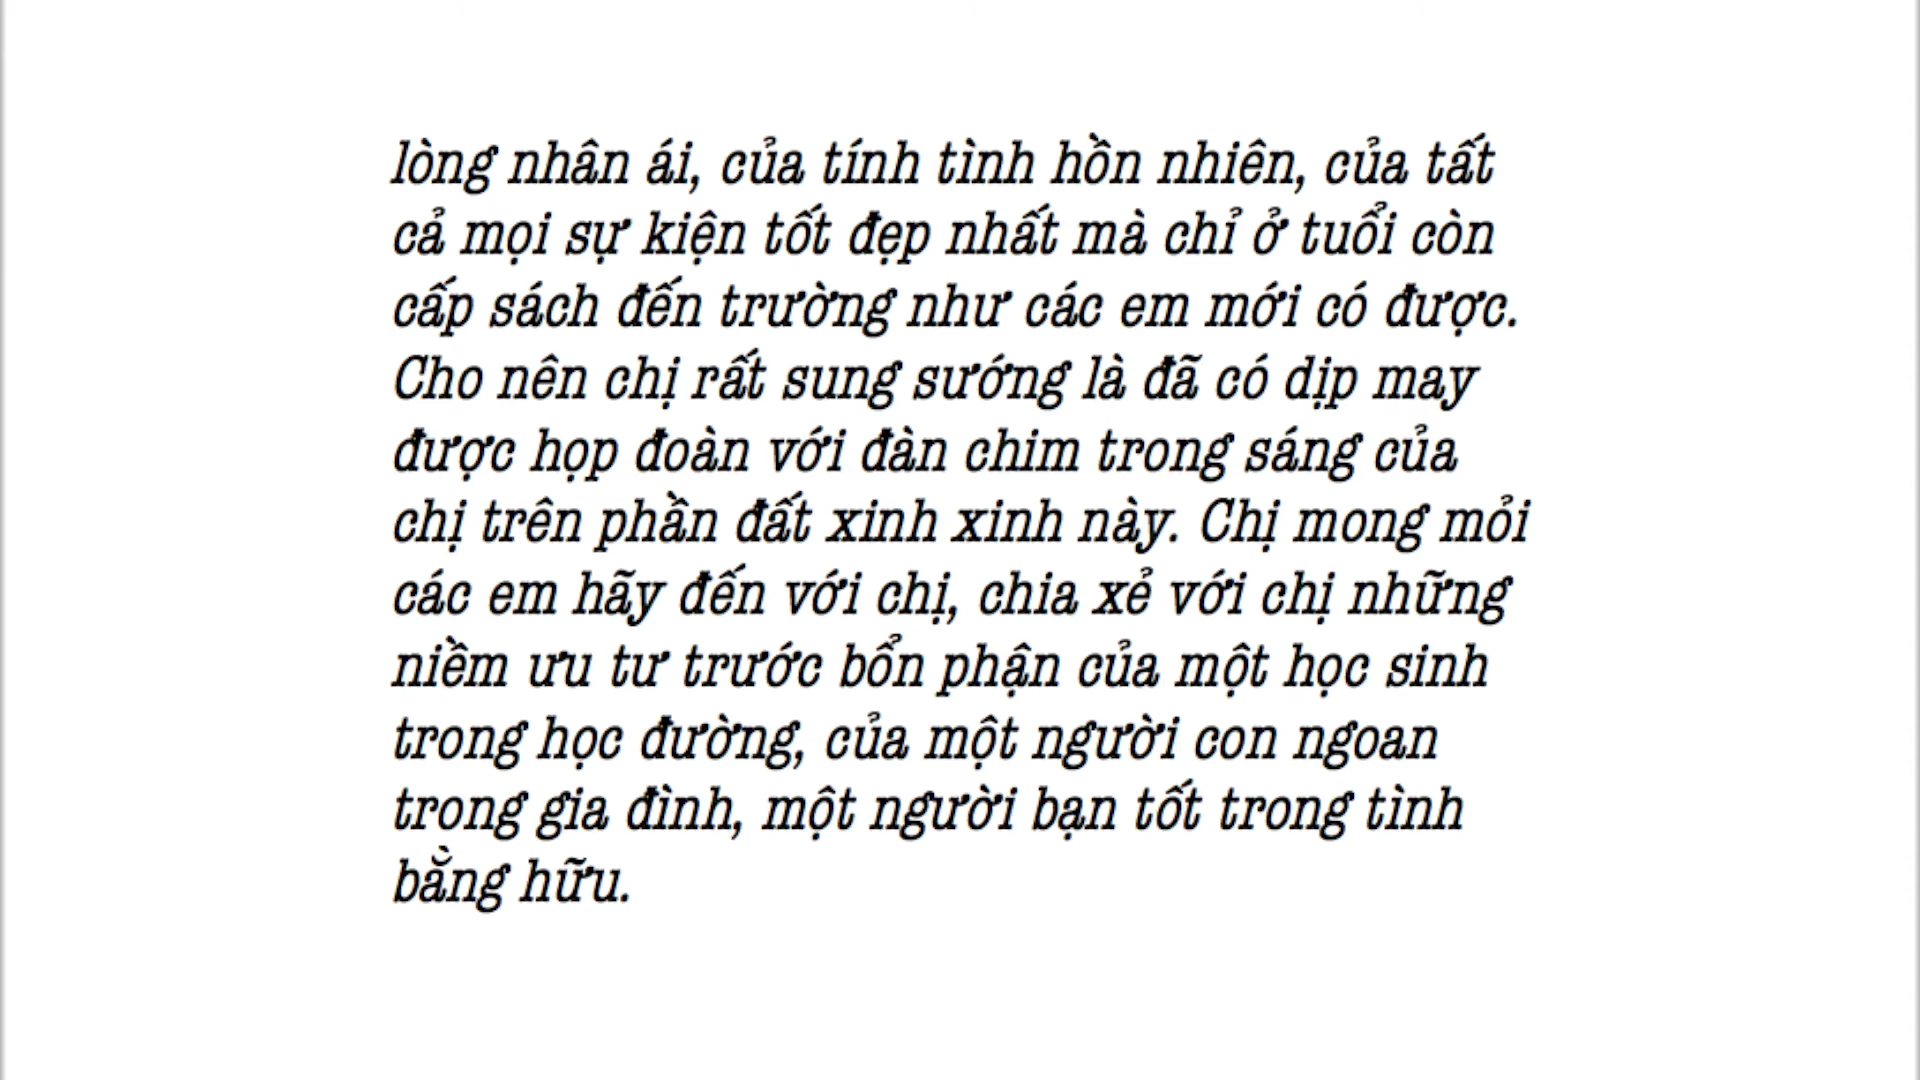 lòng nhân ái, của tính tình hồn nhiên, của tất
cả mọi sự kiện tốt đẹp nhất mà chỉ ở tuổi còn
cấp sách đến trường như các em mới có được.
Cho nên chị rất sung sướng là đã có dịp may
được họp đoàn với đàn chim trong sáng của
chị trên phần đất xinh xinh này. Chị mong mỏi
các em hãy đến với chị, chia xẻ với chị những
niềm ưu tư trước bổn phận của một học sinh
trong học đường, của một người con ngoan
trong gia đình, một người bạn tốt trong tình
bằng hữu.